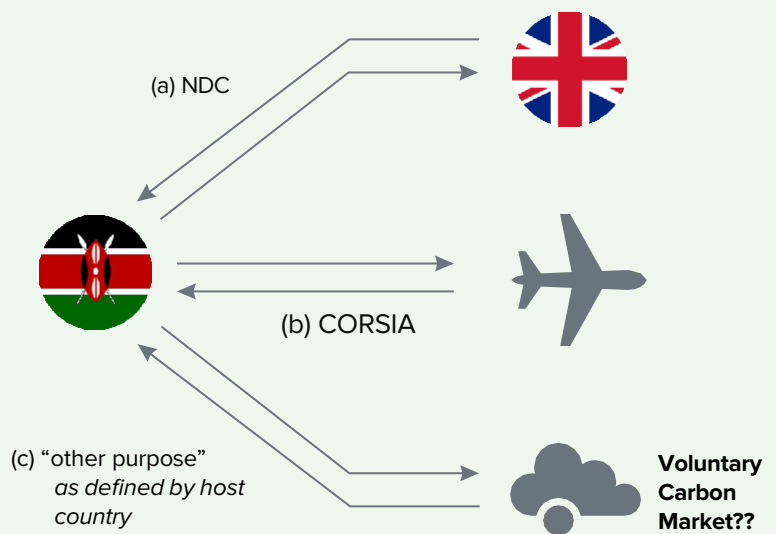 (a) NDC
(b) CORSIA
(c) “other purpose”
as defined by host
country
Voluntary
Carbon
Market??